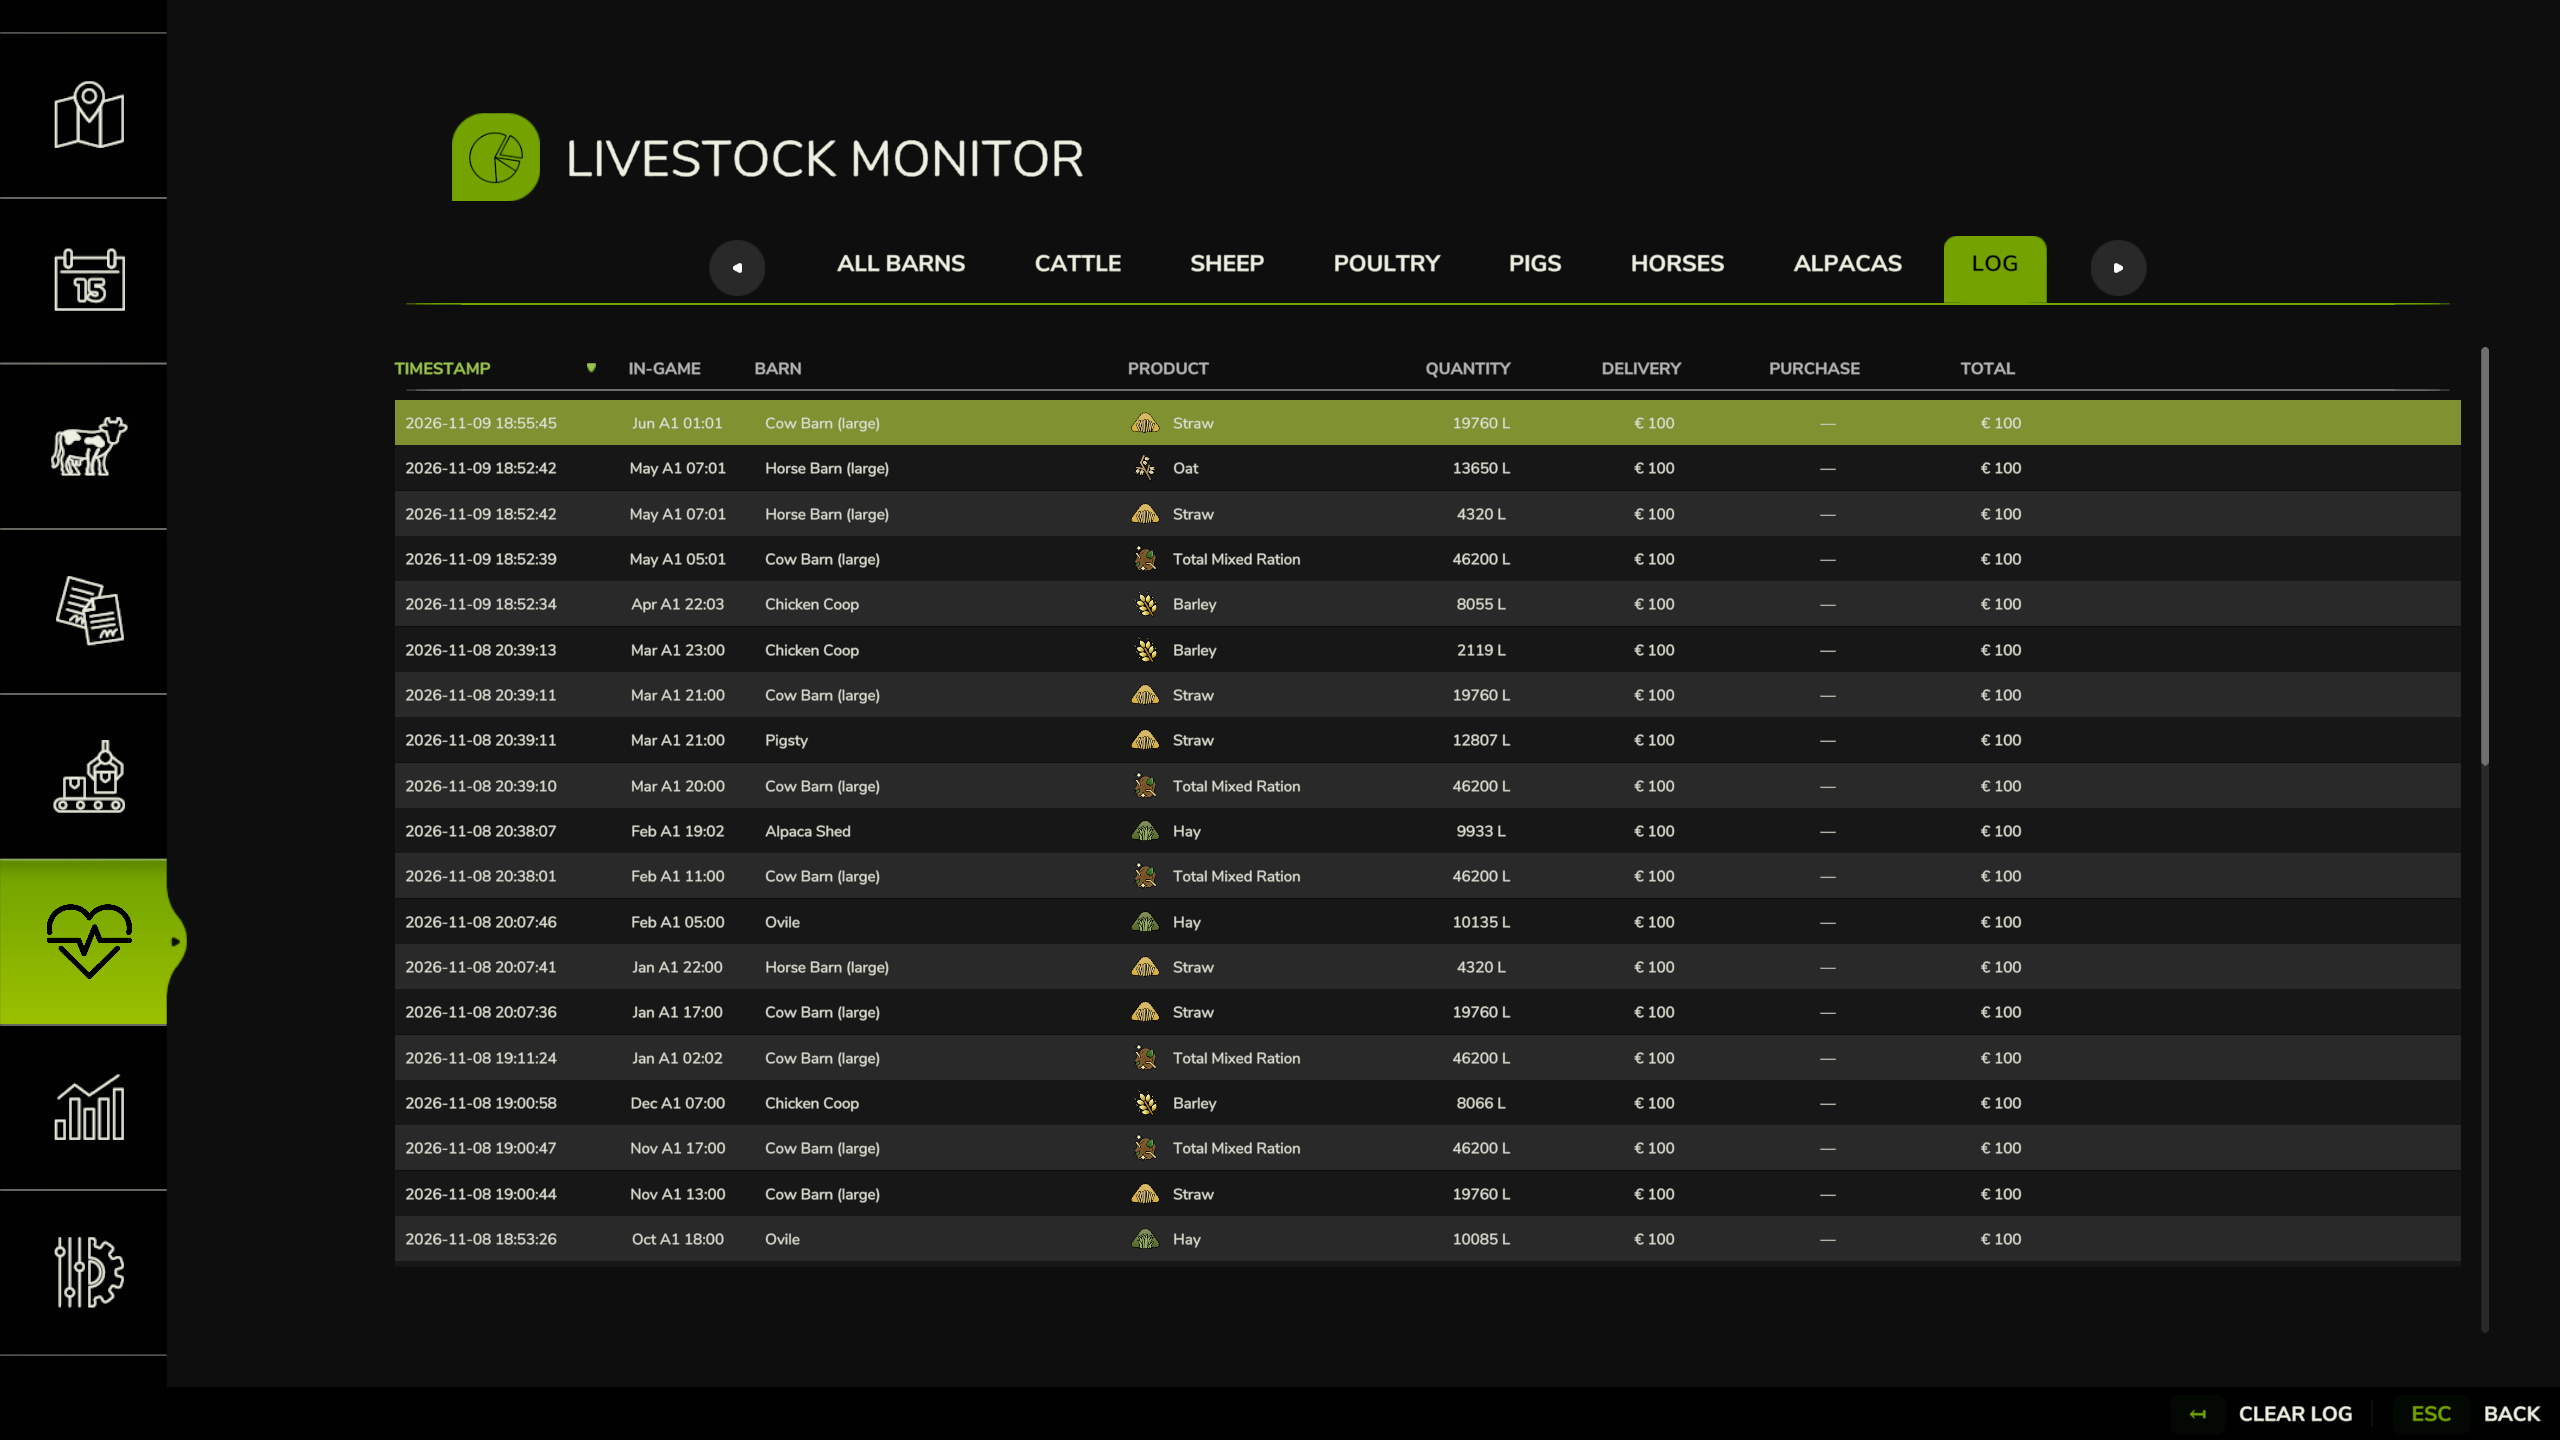 15
LIVESTOCK MONITOR
ALL BARNS CATTLE SHEEP POULTRY PIGS HORSES ALPACAS LOG
TIMESTAMP IN-GAME BARN PRODUCT QUANTITY DELIVERY PURCHASE TOTAL
2026-11-09 18:55:45 Jun A1 01:01 Cow Barn (large) Straw 19760 L € 100 — € 100
2026-11-09 18:52:42 May A1 07:01 Horse Barn (large) Oat 13650 L € 100 — € 100
2026-11-09 18:52:42 May A1 07:01 Horse Barn (large) Straw 4320 L € 100 — € 100
2026-11-09 18:52:39 May A1 05:01 Cow Barn (large) Total Mixed Ration 46200 L € 100 — € 100
2026-11-09 18:52:34 Apr A1 22:03 Chicken Coop Barley 8055 L € 100 — € 100
2026-11-08 20:39:13 Mar A1 23:00 Chicken Coop Barley 2119 L € 100 — € 100
2026-11-08 20:39:11 Mar A1 21:00 Cow Barn (large) Straw 19760 L € 100 — € 100
2026-11-08 20:39:11 Mar A1 21:00 Pigsty Straw 12807 L € 100 — € 100
2026-11-08 20:39:10 Mar A1 20:00 Cow Barn (large) Total Mixed Ration 46200 L € 100 — € 100
2026-11-08 20:38:07 Feb A1 19:02 Alpaca Shed Hay 9933 L € 100 — € 100
2026-11-08 20:38:01 Feb A1 11:00 Cow Barn (large) Total Mixed Ration 46200 L € 100 — € 100
2026-11-08 20:07:46 Feb A1 05:00 Ovile Hay 10135 L € 100 — € 100
2026-11-08 20:07:41 Jan A1 22:00 Horse Barn (large) Straw 4320 L € 100 — € 100
2026-11-08 20:07:36 Jan A1 17:00 Cow Barn (large) Straw 19760 L € 100 — € 100
2026-11-08 19:11:24 Jan A1 02:02 Cow Barn (large) Total Mixed Ration 46200 L € 100 — € 100
2026-11-08 19:00:58 Dec A1 07:00 Chicken Coop Barley 8066 L € 100 — € 100
2026-11-08 19:00:47 Nov A1 17:00 Cow Barn (large) Total Mixed Ration 46200 L € 100 — € 100
2026-11-08 19:00:44 Nov A1 13:00 Cow Barn (large) Straw 19760 L € 100 — € 100
2026-11-08 18:53:26 Oct A1 18:00 Ovile Hay 10085 L € 100 — € 100
CLEAR LOG ESC BACK